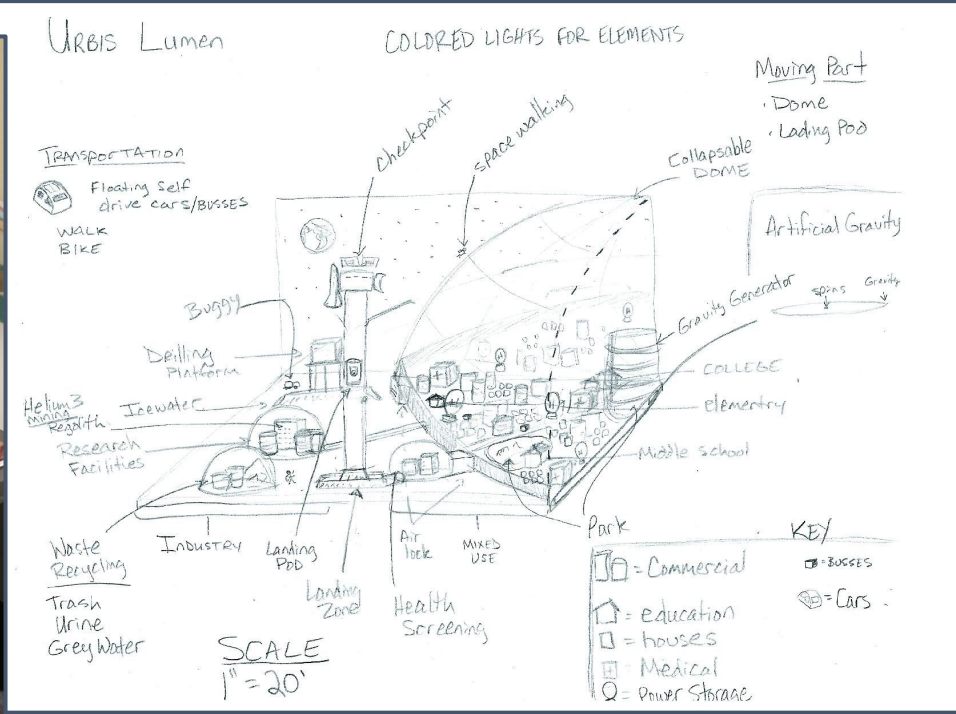 URBIS LUMEN
COLORED LIGHTS FOR ELEMENTS
Moving Part
· Dome
· Lading Pod
TRANSPORTATION
Floating Self
drive cars/BUSSES
WALK
BIKE
Checkpoint
space walking
Collapsable
DOME
Artificial Gravity
spins
Gravity
Buggy
Gravity Generator
Drilling
Platform
COLLEGE
Helium3
mining
Regolith
Icewater
Elementry
Research
Facilities
Middle school
Waste
Recycling
Trash
Urine
Grey Water
INDUSTRY
Landing
POD
Landing
Zone
Air
lock
Health
Screening
MIXED
USE
Park
SCALE
1" = 20'
KEY
= Commercial
= BUSSES
= education
= Cars
= houses
= Medical
= Power Storage